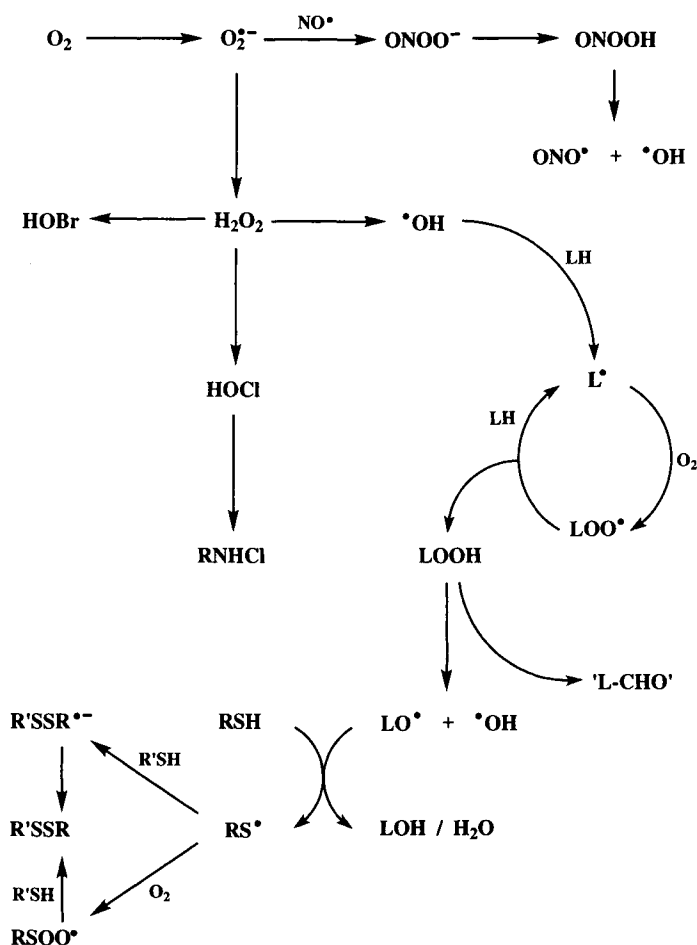 NO•
O₂ O₂•⁻ ONOO⁻ ONOOH
ONO• + •OH
HOBr H₂O₂ •OH
LH
L•
HOCl
LH
O₂
LOO•
RNHCl LOOH
'L-CHO'
R'SSR•⁻ RSH LO• + •OH
R'SH
R'SSR RS• LOH / H₂O
R'SH O₂
RSOO•